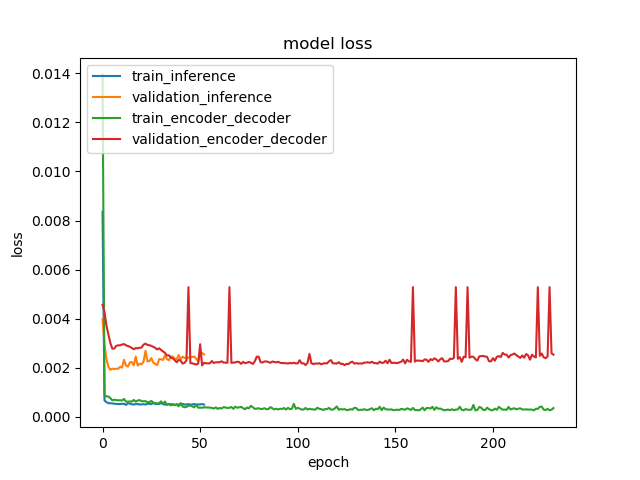 model loss
train_inference
validation_inference
train_encoder_decoder
validation_encoder_decoder
0.014
0.012
0.010
0.008
0.006
0.004
0.002
0.000
loss
0 50 100 150 200
epoch